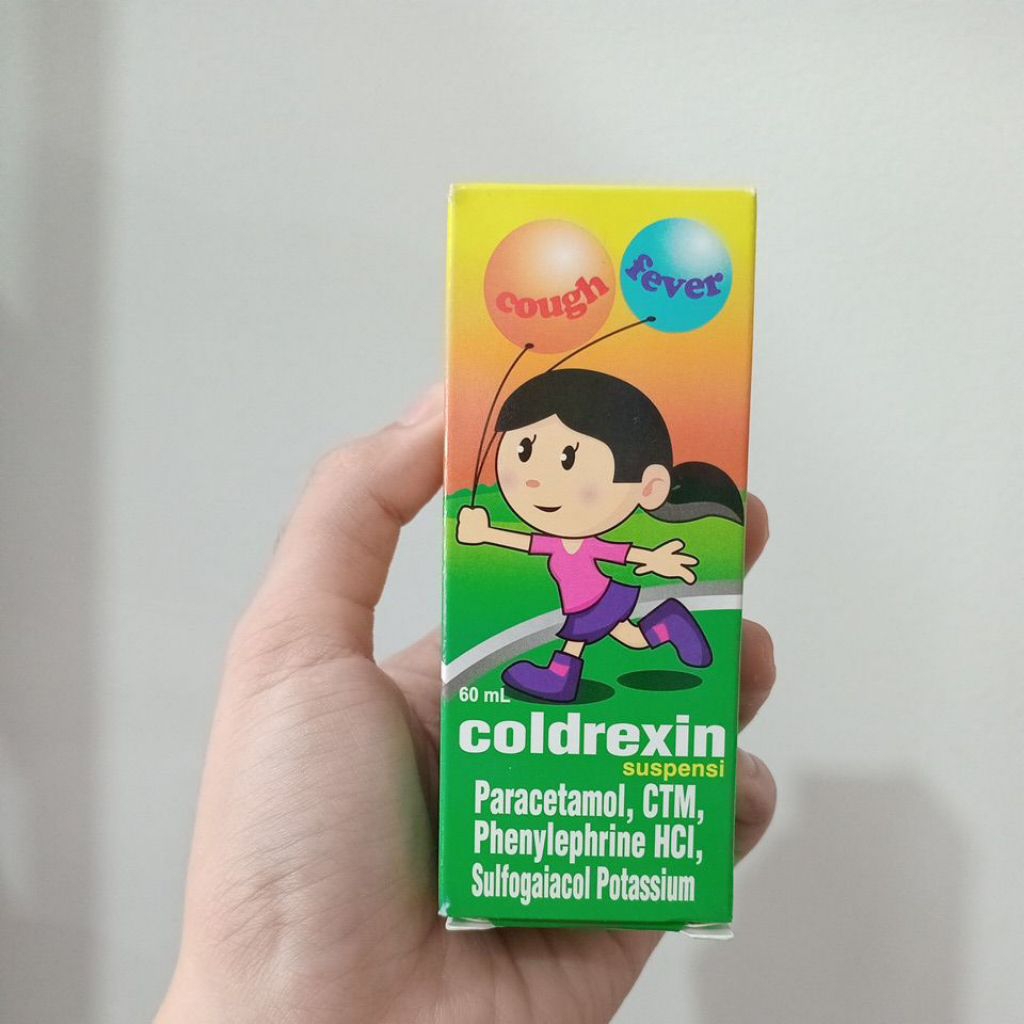 cough
fever
60 mL
coldrexin
suspensi
Paracetamol, CTM,
Phenylephrine HCl,
Sulfogaiacol Potassium